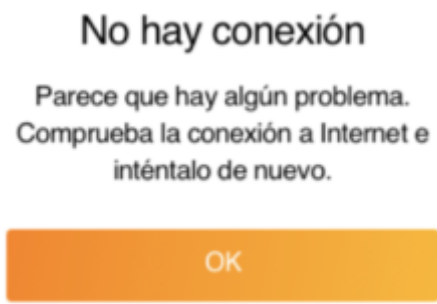 No hay conexión
Parece que hay algún problema.
Comprueba la conexión a Internet e
inténtalo de nuevo.
OK